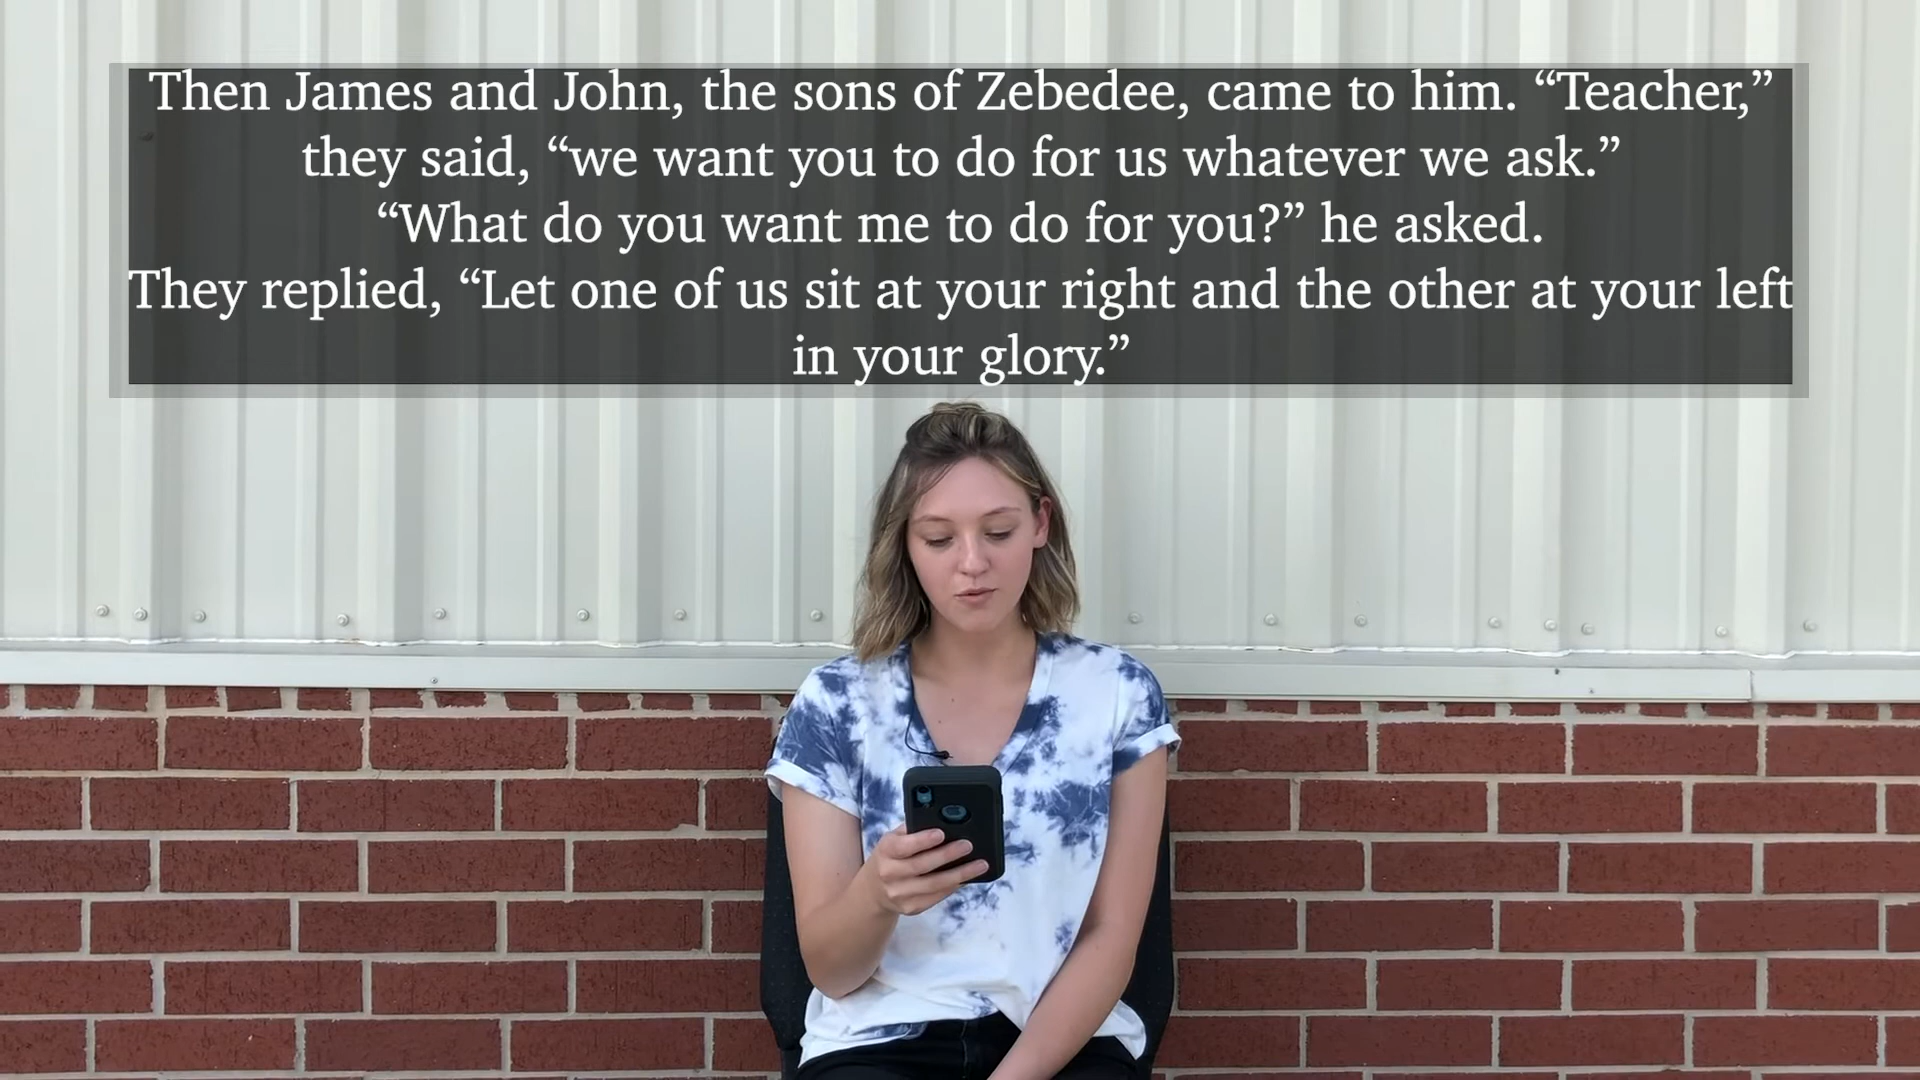 Then James and John, the sons of Zebedee, came to him. “Teacher,”
they said, “we want you to do for us whatever we ask.”
“What do you want me to do for you?” he asked.
They replied, “Let one of us sit at your right and the other at your left
in your glory.”